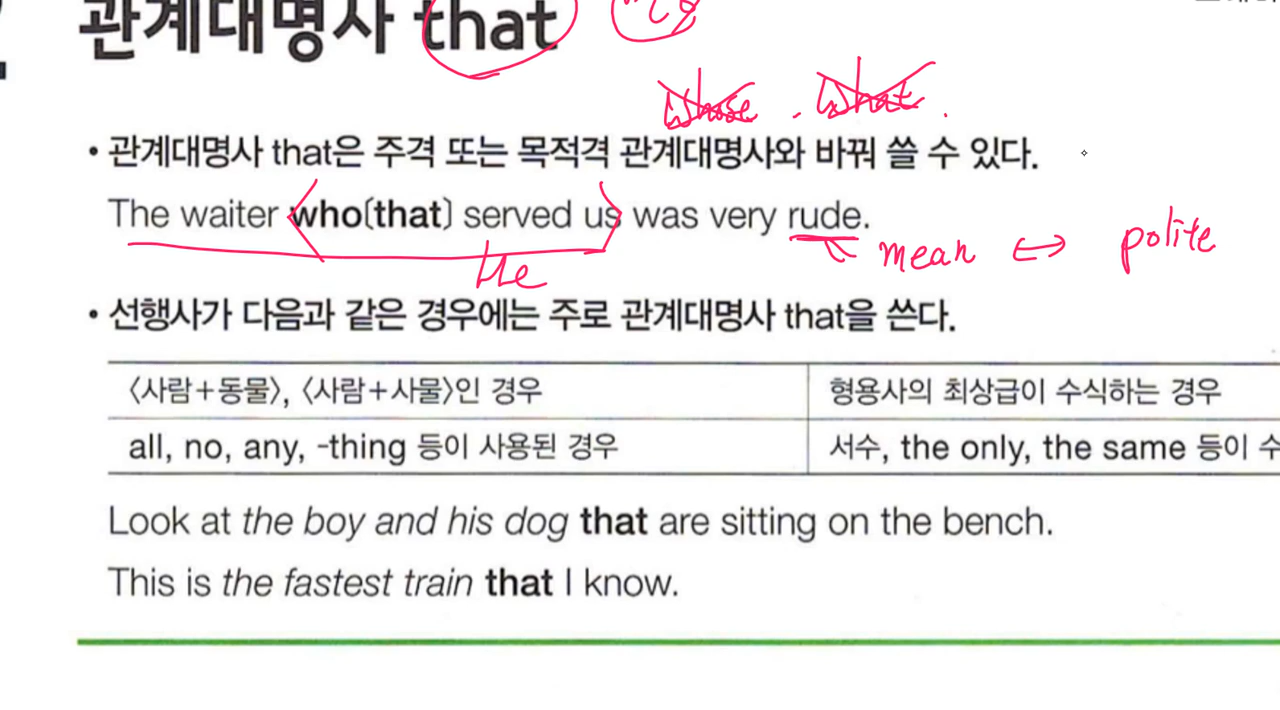 관계대명사 that
whose . what .
• 관계대명사 that은 주격 또는 목적격 관계대명사와 바꿔 쓸 수 있다.
The waiter who(that) served us was very rude.
mean ↔ polite
He
• 선행사가 다음과 같은 경우에는 주로 관계대명사 that을 쓴다.
〈사람+동물〉, 〈사람+사물〉인 경우 형용사의 최상급이 수식하는 경우
all, no, any, -thing 등이 사용된 경우 서수, the only, the same 등이 수
Look at the boy and his dog that are sitting on the bench.
This is the fastest train that I know.